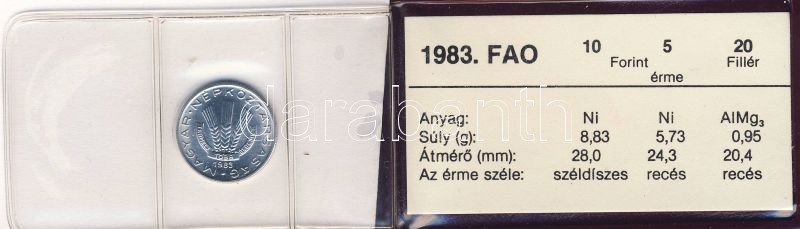 MAGYAR·NÉPKÖZTÁRSASÁG·
1983
1983. FAO 10 5 20
Forint Fillér
érme
Anyag: Ni Ni AlMg3
Súly (g): 8,83 5,73 0,95
Átmérő (mm): 28,0 24,3 20,4
Az érme széle: széldíszes recés recés
darabanth